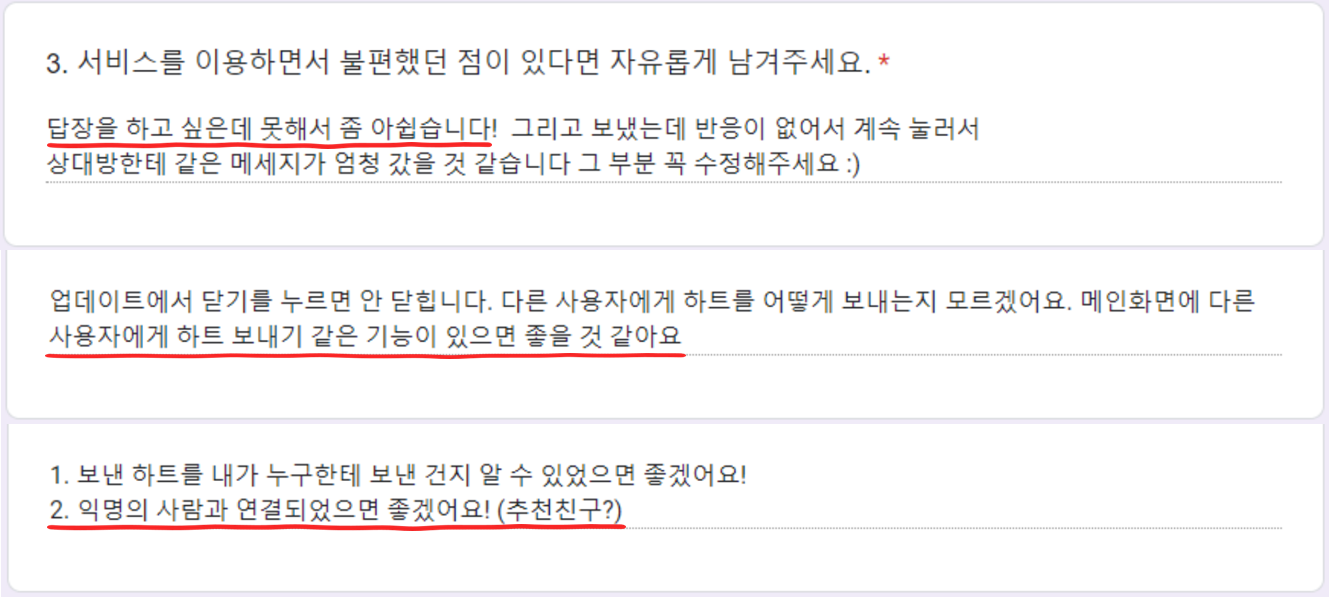 3. 서비스를 이용하면서 불편했던 점이 있다면 자유롭게 남겨주세요. *
답장을 하고 싶은데 못해서 좀 아쉽습니다! 그리고 보냈는데 반응이 없어서 계속 눌러서
상대방한테 같은 메세지가 엄청 갔을 것 같습니다 그 부분 꼭 수정해주세요 :)
업데이트에서 닫기를 누르면 안 닫힙니다. 다른 사용자에게 하트를 어떻게 보내는지 모르겠어요. 메인화면에 다른
사용자에게 하트 보내기 같은 기능이 있으면 좋을 것 같아요
1. 보낸 하트를 내가 누구한테 보낸 건지 알 수 있었으면 좋겠어요!
2. 익명의 사람과 연결되었으면 좋겠어요! (추천친구?)